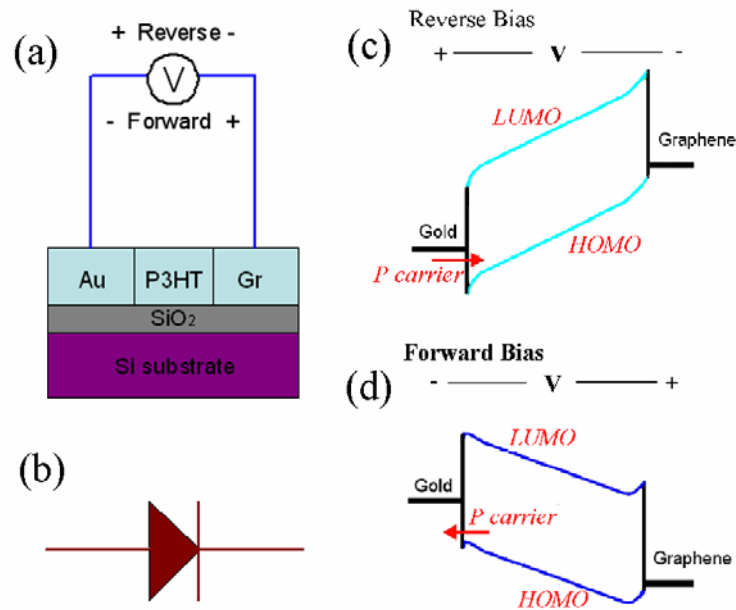 (a)
+ Reverse -
V
- Forward +
Au P3HT Gr
SiO2
Si substrate
(b)
(c)
Reverse Bias
+ V -
LUMO
Graphene
Gold
HOMO
P carrier
(d)
Forward Bias
- V +
LUMO
Gold
P carrier
Graphene
HOMO